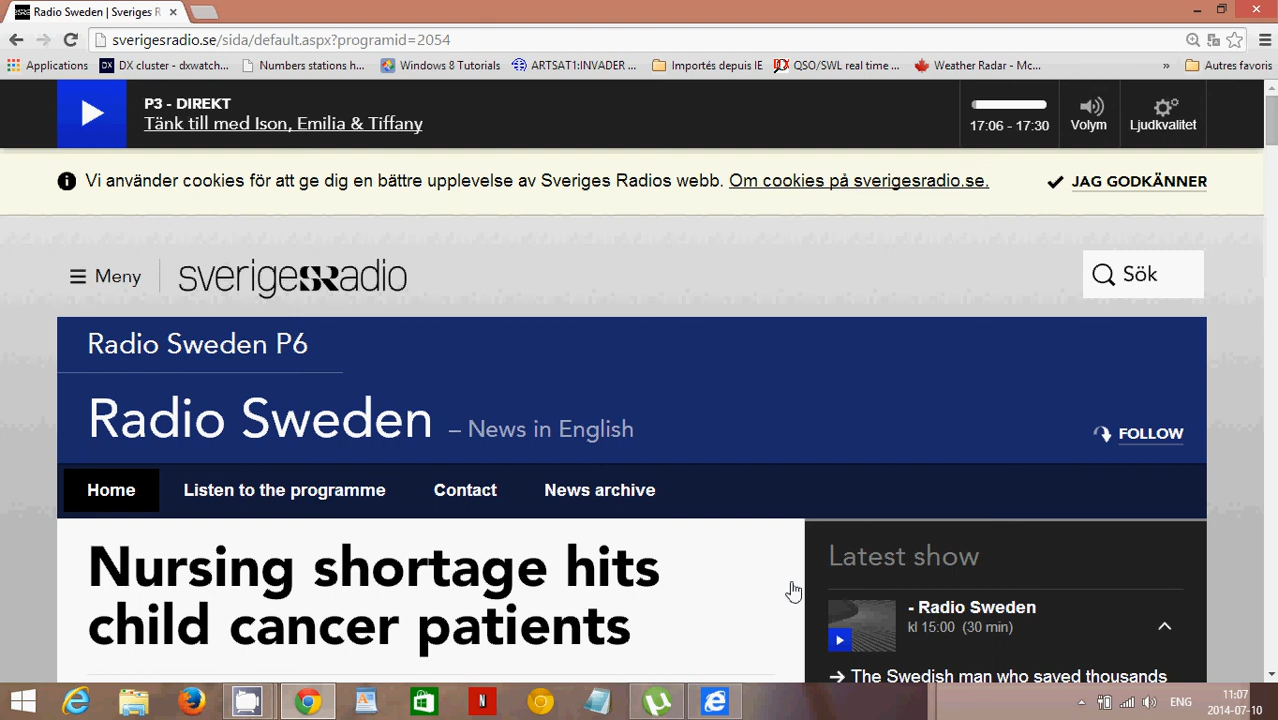 Radio Sweden | Sveriges R
sverigesradio.se/sida/default.aspx?programid=2054
Applications DX cluster - dxwatch... Numbers stations h... Windows 8 Tutorials ARTSAT1:INVADER ... Importés depuis IE QSO/SWL real time ... Weather Radar - Mc... » Autres favoris
P3 - DIREKT
Tänk till med Ison, Emilia & Tiffany
17:06 - 17:30
Volym
Ljudkvalitet
Vi använder cookies för att ge dig en bättre upplevelse av Sveriges Radios webb. Om cookies på sverigesradio.se. JAG GODKÄNNER
Meny sverigesradio Sök
Radio Sweden P6
Radio Sweden – News in English
FOLLOW
Home Listen to the programme Contact News archive
Nursing shortage hits
child cancer patients
Latest show
- Radio Sweden
kl 15:00 (30 min)
The Swedish man who saved thousands
ENG
11:07
2014-07-10